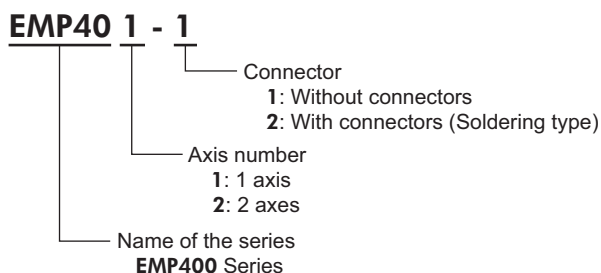 EMP40 1 - 1
Connector
1: Without connectors
2: With connectors (Soldering type)
Axis number
1: 1 axis
2: 2 axes
Name of the series
EMP400 Series